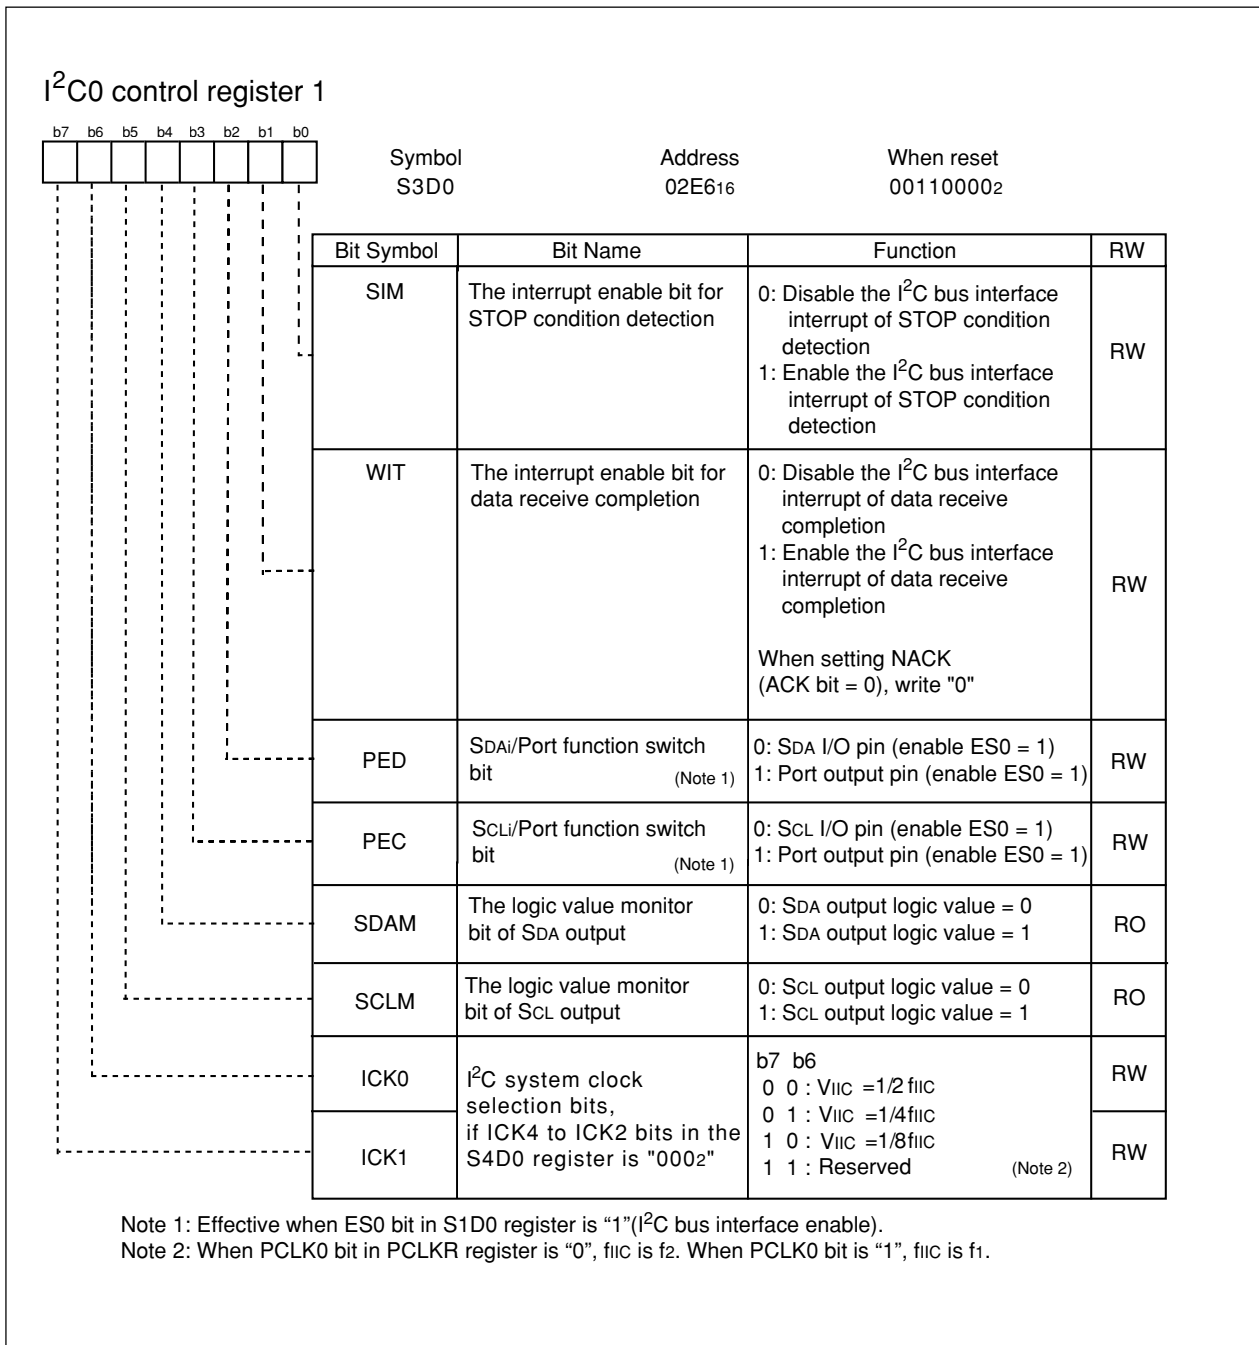 I²C0 control register 1
b7 b6 b5 b4 b3 b2 b1 b0
Symbol Address When reset
S3D0 02E616 001100002
Bit Symbol Bit Name Function RW
SIM
The interrupt enable bit for
STOP condition detection
0: Disable the I²C bus interface
interrupt of STOP condition
detection
1: Enable the I²C bus interface
interrupt of STOP condition
detection
RW
WIT
The interrupt enable bit for
data receive completion
0: Disable the I²C bus interface
interrupt of data receive
completion
1: Enable the I²C bus interface
interrupt of data receive
completion
When setting NACK
(ACK bit = 0), write "0"
RW
PED
SDAi/Port function switch
bit (Note 1)
0: SDA I/O pin (enable ES0 = 1)
1: Port output pin (enable ES0 = 1)
RW
PEC
SCLi/Port function switch
bit (Note 1)
0: SCL I/O pin (enable ES0 = 1)
1: Port output pin (enable ES0 = 1)
RW
SDAM
The logic value monitor
bit of SDA output
0: SDA output logic value = 0
1: SDA output logic value = 1
RO
SCLM
The logic value monitor
bit of SCL output
0: SCL output logic value = 0
1: SCL output logic value = 1
RO
ICK0
I²C system clock
selection bits,
if ICK4 to ICK2 bits in the
S4D0 register is "0002"
b7 b6
0 0 : VIIC =1/2 fIIC
0 1 : VIIC =1/4fIIC
1 0 : VIIC =1/8fIIC
1 1 : Reserved (Note 2)
RW
ICK1
RW
Note 1: Effective when ES0 bit in S1D0 register is “1”(I²C bus interface enable).
Note 2: When PCLK0 bit in PCLKR register is “0”, fIIC is f2. When PCLK0 bit is “1”, fIIC is f1.